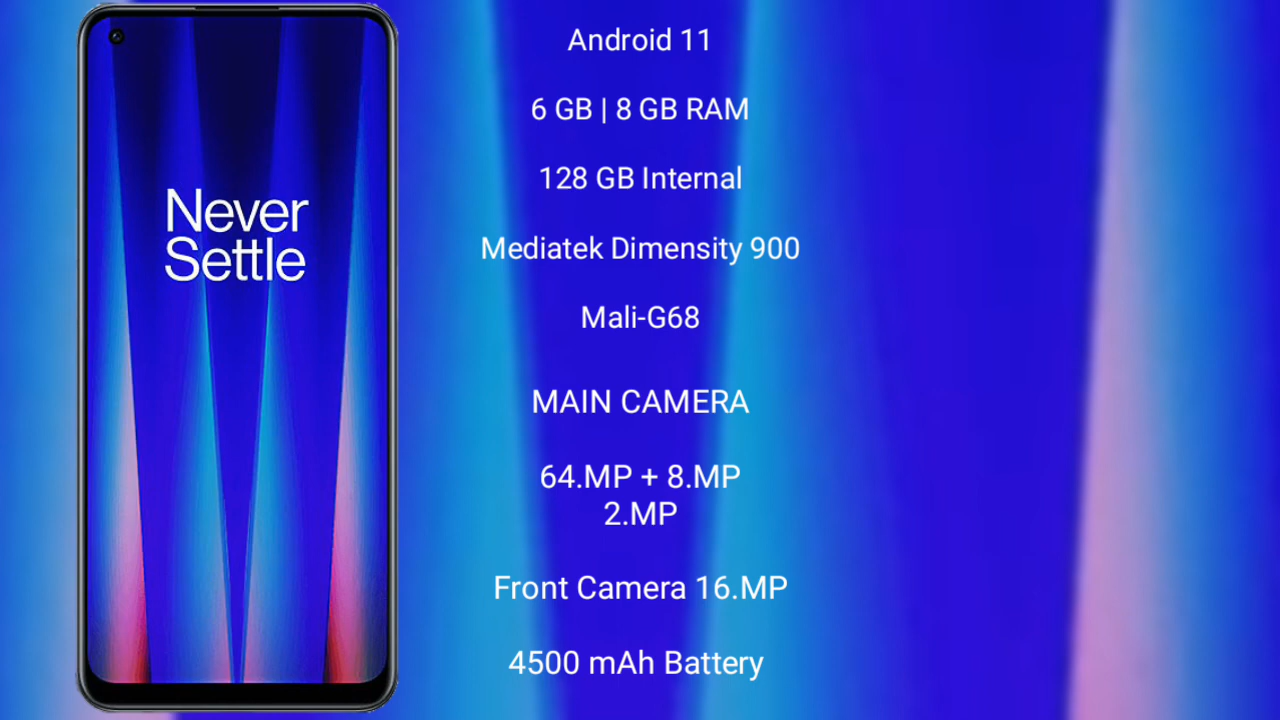 Never
Settle
Android 11
6 GB | 8 GB RAM
128 GB Internal
Mediatek Dimensity 900
Mali-G68
MAIN CAMERA
64.MP + 8.MP
2.MP
Front Camera 16.MP
4500 mAh Battery